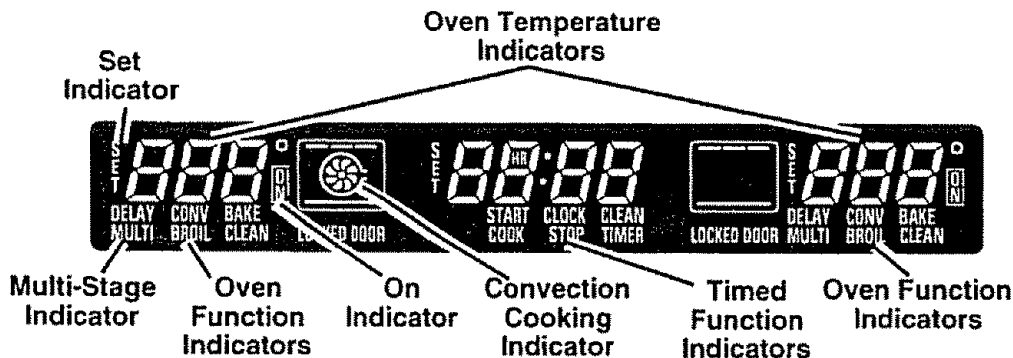 Oven Temperature
Indicators
Set
Indicator
SET
888°
ON
SET
88:88
HR
SET
888°
ON
DELAY CONV BAKE
MULTI BROIL CLEAN
LOCKED DOOR
START CLOCK CLEAN
COOK STOP TIMER
LOCKED DOOR
DELAY CONV BAKE
MULTI BROIL CLEAN
Multi-Stage
Indicator
Oven
Function
Indicators
On
Indicator
Convection
Cooking
Indicator
Timed
Function
Indicators
Oven Function
Indicators